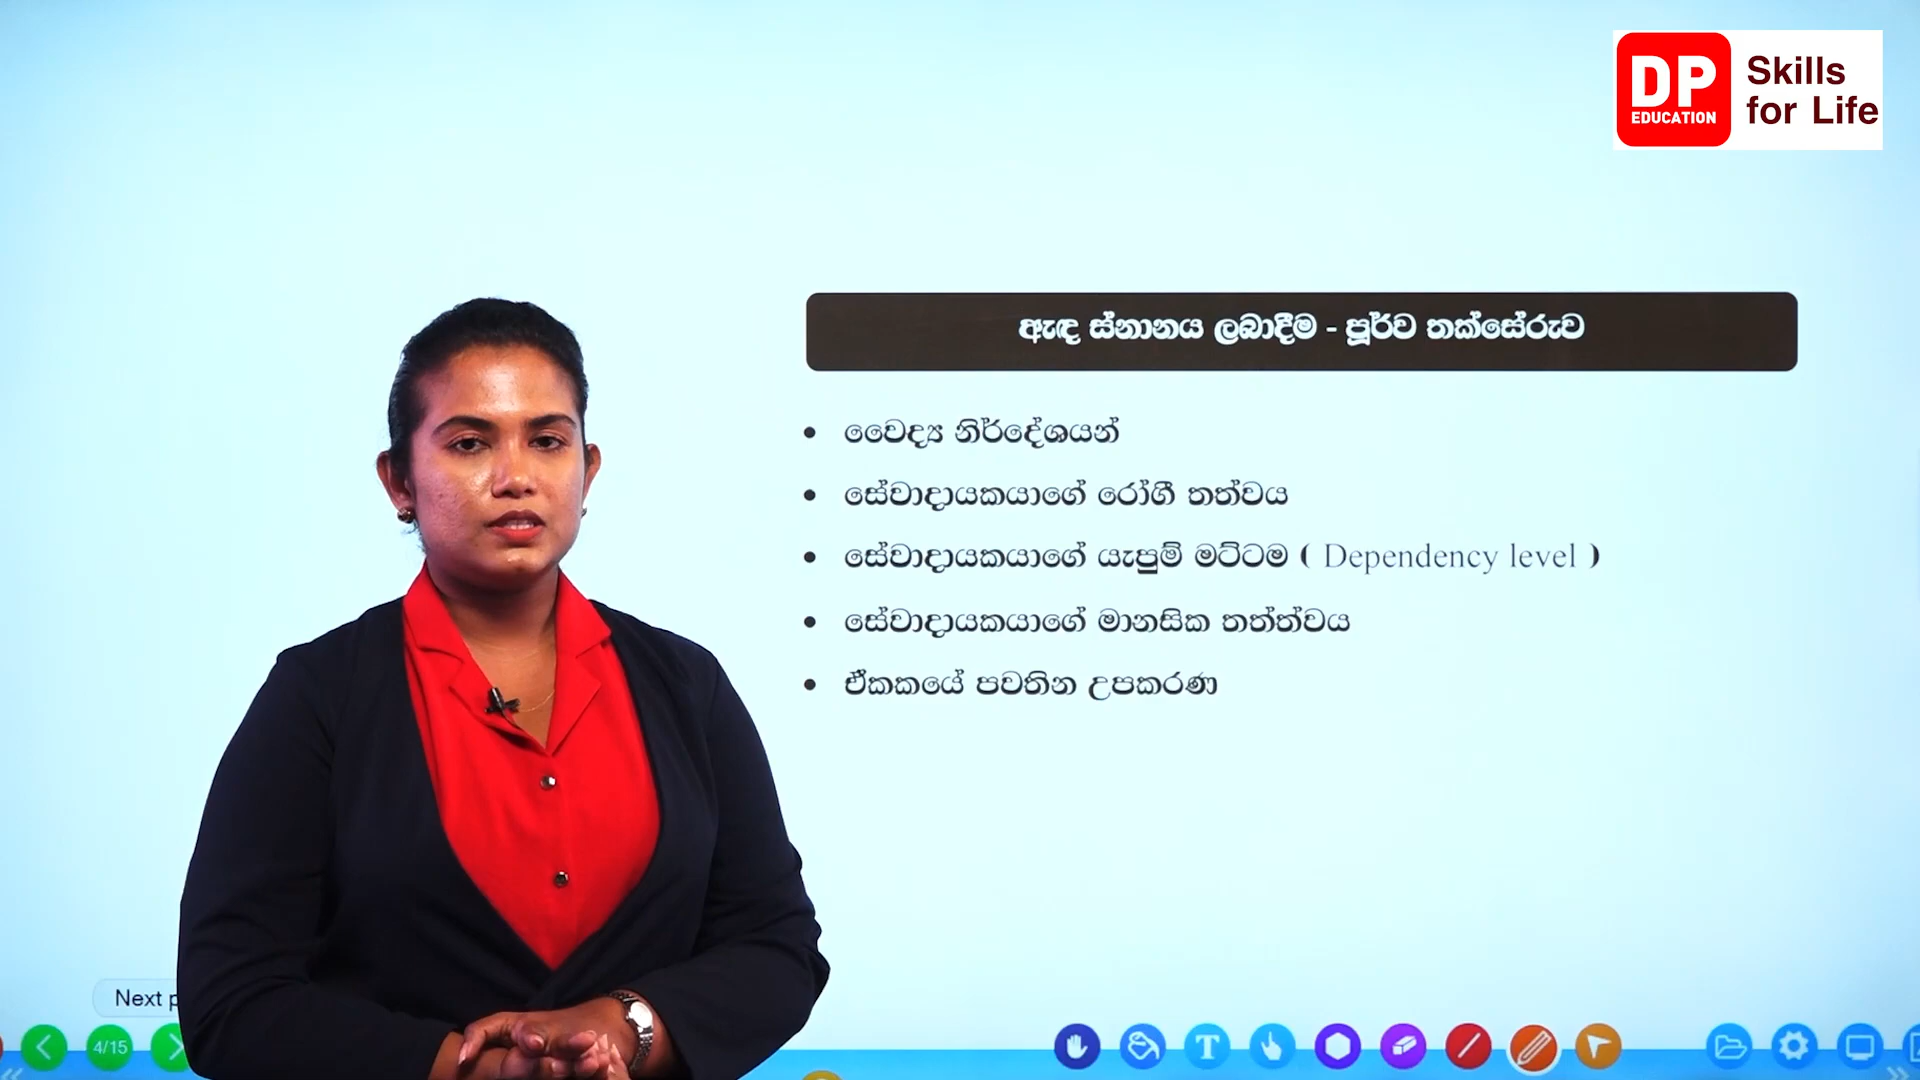 DP
EDUCATION
Skills
for Life
ඇඳ ස්නානය ලබාදීම - පූර්ව තක්සේරුව
• වෛද්‍ය නිර්දේශයන්
• සේවාදායකයාගේ රෝගී තත්වය
• සේවාදායකයාගේ යැපුම් මට්ටම ( Dependency level )
• සේවාදායකයාගේ මානසික තත්ත්වය
• ඒකකයේ පවතින උපකරණ
Next
4/15
T